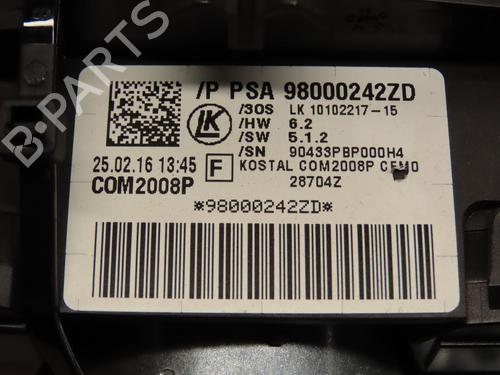 /P PSA 98000242ZD
/SOS LK 10102217-15
/HW 6.2
/SW 5.1.2
/SN 90433PBP000H4
LK
25.02.16 13:45 F KOSTAL COM2008P
COM2008P 28704Z
*98000242ZD*
B-PARTS